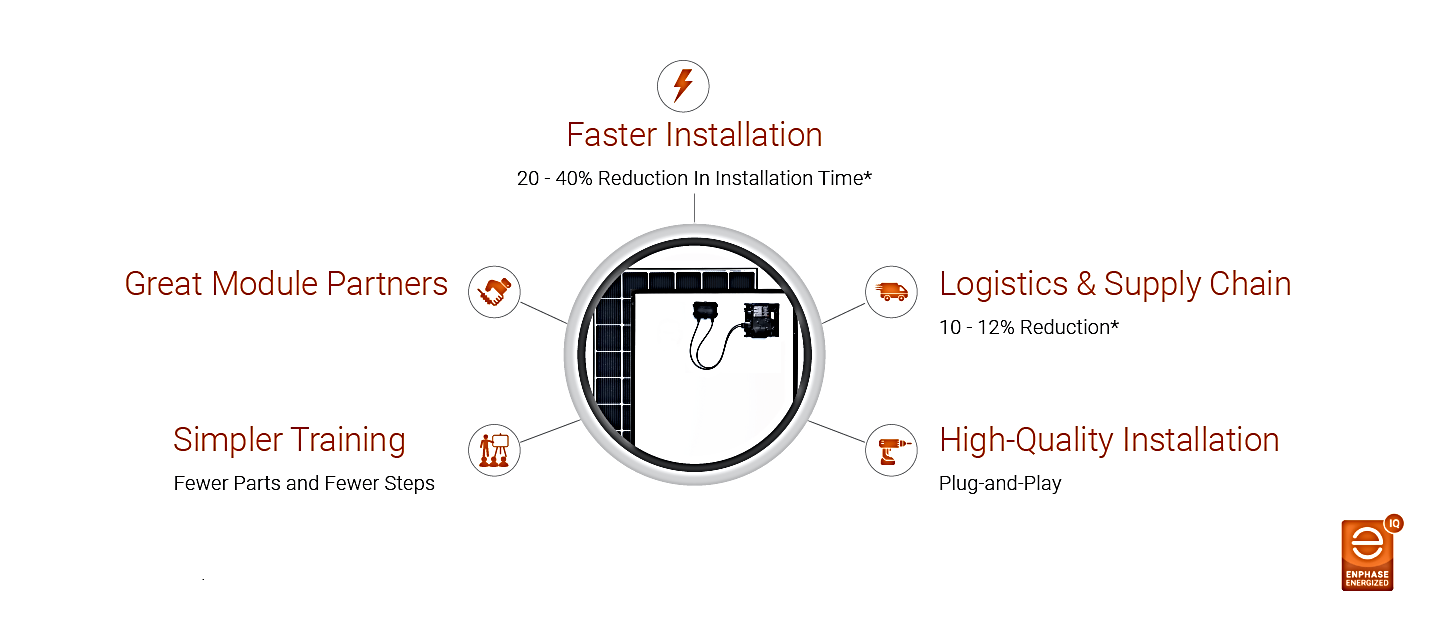 Faster Installation
20 - 40% Reduction In Installation Time*
Great Module Partners
Logistics & Supply Chain
10 - 12% Reduction*
Simpler Training
Fewer Parts and Fewer Steps
High-Quality Installation
Plug-and-Play
IQ
ENPHASE
ENERGIZED